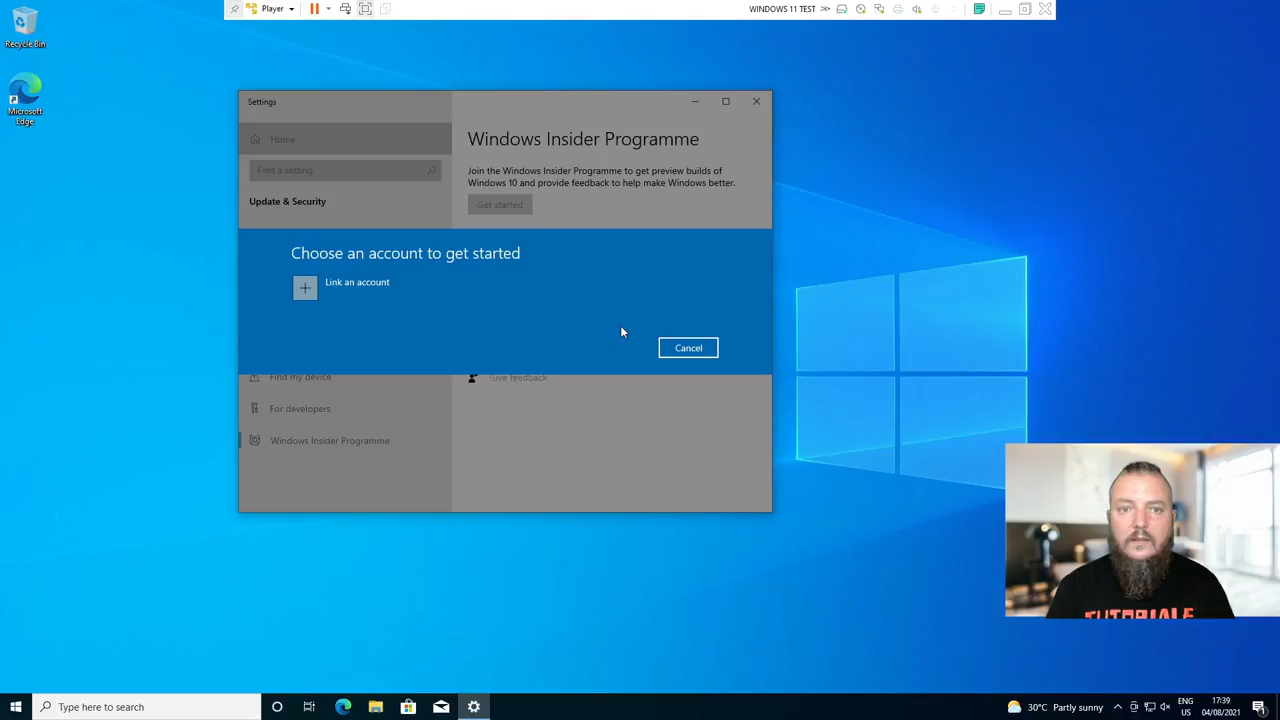 Player
WINDOWS 11 TEST
Recycle Bin
Microsoft
Edge
Settings
Home
Find a setting
Update & Security
Windows Insider Programme
Join the Windows Insider Programme to get preview builds of
Windows 10 and provide feedback to help make Windows better.
Get started
Choose an account to get started
Link an account
Cancel
Find my device
Give feedback
For developers
Windows Insider Programme
TUTORIALE
Type here to search
30°C Partly sunny
ENG
US
17:39
04/08/2021
1